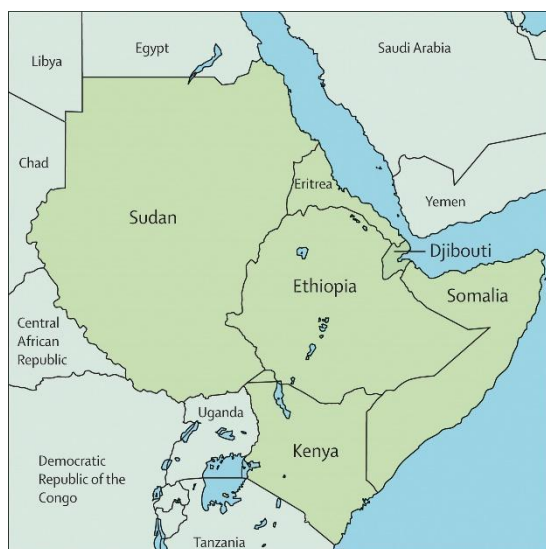 Libya
Egypt
Saudi Arabia
Chad
Sudan
Eritrea
Yemen
Djibouti
Ethiopia
Somalia
Central
African
Republic
Uganda
Kenya
Democratic
Republic of the
Congo
Tanzania